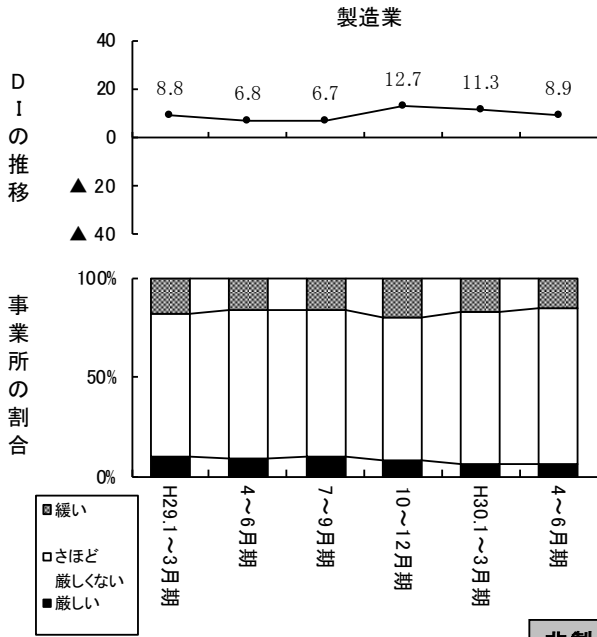 製造業
DIの推移
40
20
0
▲ 20
▲ 40
8.8
6.8
6.7
12.7
11.3
8.9
事業所の割合
100%
50%
0%
H29.1～3月期
4～6月期
7～9月期
10～12月期
H30.1～3月期
4～6月期
緩い
さほど
厳しくない
厳しい